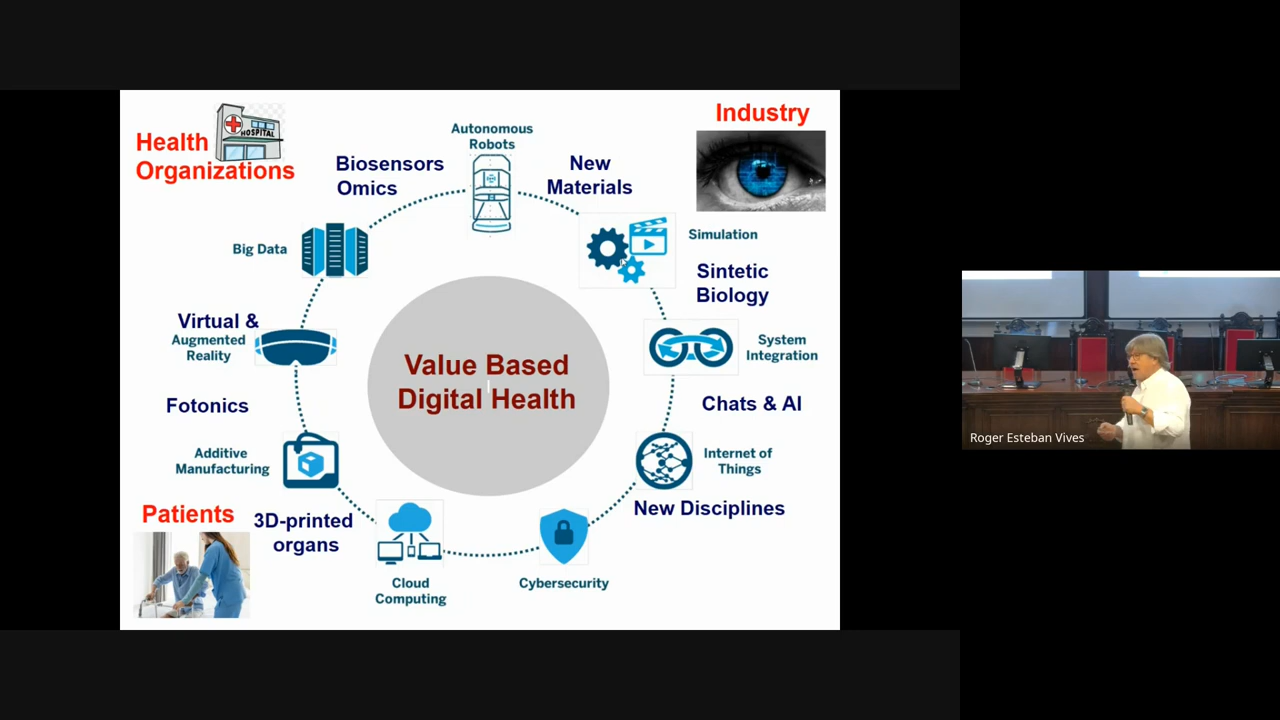 Health
Organizations
HOSPITAL
Industry
Autonomous
Robots
Biosensors
Omics
New
Materials
Big Data
Simulation
Sintetic
Biology
Virtual &
Augmented
Reality
System
Integration
Value Based
Digital Health
Fotonics
Chats & AI
Additive
Manufacturing
Internet of
Things
Patients
3D-printed
organs
New Disciplines
Cloud
Computing
Cybersecurity
Roger Esteban Vives